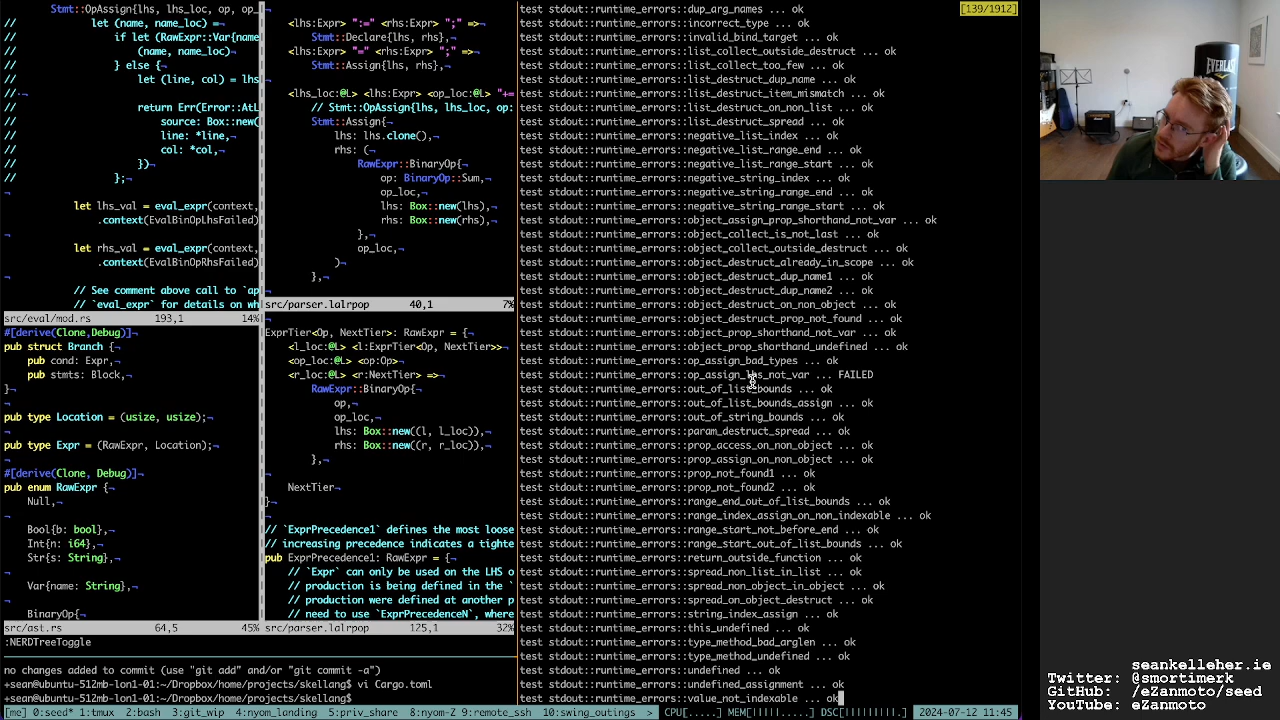 Stmt::OpAssign{lhs, lhs_loc, op, op_
// let (name, name_loc) =
// if let (RawExpr::Var{name
// (name, name_loc)
// } else {
// let (line, col) = lhs
//
// return Err(Error::AtL
// source: Box::new(
// line: *line,
// col: *col,
// })
// };
let lhs_val = eval_expr(context,
.context(EvalBinOpLhsFailed)
let rhs_val = eval_expr(context,
.context(EvalBinOpRhsFailed)
// See comment above call to `ap
// `eval_expr` for details on wh
src/eval/mod.rs 193,1 14%
#[derive(Clone,Debug)]
pub struct Branch {
pub cond: Expr,
pub stmts: Block,
}
pub type Location = (usize, usize);
pub type Expr = (RawExpr, Location);
#[derive(Clone, Debug)]
pub enum RawExpr {
Null,
Bool{b: bool},
Int{n: i64},
Str{s: String},
Var{name: String},
BinaryOp{
src/ast.rs 64,5 45%
:NERDTreeToggle
<lhs:Expr> ":=" <rhs:Expr> ";" =>
Stmt::Declare{lhs, rhs},
<lhs:Expr> "=" <rhs:Expr> ";" =>
Stmt::Assign{lhs, rhs},
<lhs_loc:@L> <lhs:Expr> <op_loc:@L> "+=
// Stmt::OpAssign{lhs, lhs_loc, op:
Stmt::Assign{
lhs: lhs.clone(),
rhs: (
RawExpr::BinaryOp{
op: BinaryOp::Sum,
op_loc,
lhs: Box::new(lhs),
rhs: Box::new(rhs),
},
op_loc,
)
},
src/parser.lalrpop 40,1 7%
ExprTier<Op, NextTier>: RawExpr = {
<l_loc:@L> <l:ExprTier<Op, NextTier>>
<op_loc:@L> <op:Op>
<r_loc:@L> <r:NextTier> =>
RawExpr::BinaryOp{
op,
op_loc,
lhs: Box::new((l, l_loc)),
rhs: Box::new((r, r_loc)),
},
NextTier
}
// `ExprPrecedence1` defines the most loose
// increasing precedence indicates a tighte
pub ExprPrecedence1: RawExpr = {
// `Expr` can only be used on the LHS o
// production is being defined in the `
// production were defined at another p
// need to use `ExprPrecedenceN`, where
src/parser.lalrpop 125,1 32%
no changes added to commit (use "git add" and/or "git commit -a")
+sean@ubuntu-512mb-lon1-01:~/Dropbox/home/projects/skellang$ vi Cargo.toml
+sean@ubuntu-512mb-lon1-01:~/Dropbox/home/projects/skellang$
[139/1912]
test stdout::runtime_errors::dup_arg_names ... ok
test stdout::runtime_errors::incorrect_type ... ok
test stdout::runtime_errors::invalid_bind_target ... ok
test stdout::runtime_errors::list_collect_outside_destruct ... ok
test stdout::runtime_errors::list_collect_too_few ... ok
test stdout::runtime_errors::list_destruct_dup_name ... ok
test stdout::runtime_errors::list_destruct_item_mismatch ... ok
test stdout::runtime_errors::list_destruct_on_non_list ... ok
test stdout::runtime_errors::list_destruct_spread ... ok
test stdout::runtime_errors::negative_list_index ... ok
test stdout::runtime_errors::negative_list_range_end ... ok
test stdout::runtime_errors::negative_list_range_start ... ok
test stdout::runtime_errors::negative_string_index ... ok
test stdout::runtime_errors::negative_string_range_end ... ok
test stdout::runtime_errors::negative_string_range_start ... ok
test stdout::runtime_errors::object_assign_prop_shorthand_not_var ... ok
test stdout::runtime_errors::object_collect_is_not_last ... ok
test stdout::runtime_errors::object_collect_outside_destruct ... ok
test stdout::runtime_errors::object_destruct_already_in_scope ... ok
test stdout::runtime_errors::object_destruct_dup_name1 ... ok
test stdout::runtime_errors::object_destruct_dup_name2 ... ok
test stdout::runtime_errors::object_destruct_on_non_object ... ok
test stdout::runtime_errors::object_destruct_prop_not_found ... ok
test stdout::runtime_errors::object_prop_shorthand_not_var ... ok
test stdout::runtime_errors::object_prop_shorthand_undefined ... ok
test stdout::runtime_errors::op_assign_bad_types ... ok
test stdout::runtime_errors::op_assign_lhs_not_var ... FAILED
test stdout::runtime_errors::out_of_list_bounds ... ok
test stdout::runtime_errors::out_of_list_bounds_assign ... ok
test stdout::runtime_errors::out_of_string_bounds ... ok
test stdout::runtime_errors::param_destruct_spread ... ok
test stdout::runtime_errors::prop_access_on_non_object ... ok
test stdout::runtime_errors::prop_assign_on_non_object ... ok
test stdout::runtime_errors::prop_not_found1 ... ok
test stdout::runtime_errors::prop_not_found2 ... ok
test stdout::runtime_errors::range_end_out_of_list_bounds ... ok
test stdout::runtime_errors::range_index_assign_on_non_indexable ... ok
test stdout::runtime_errors::range_start_not_before_end ... ok
test stdout::runtime_errors::range_start_out_of_list_bounds ... ok
test stdout::runtime_errors::return_outside_function ... ok
test stdout::runtime_errors::spread_non_list_in_list ... ok
test stdout::runtime_errors::spread_non_object_in_object ... ok
test stdout::runtime_errors::spread_on_object_destruct ... ok
test stdout::runtime_errors::string_index_assign ... ok
test stdout::runtime_errors::this_undefined ... ok
test stdout::runtime_errors::type_method_bad_arglen ... ok
test stdout::runtime_errors::type_method_undefined ... ok
test stdout::runtime_errors::undefined ... ok
test stdout::runtime_errors::undefined_assignment ... ok
test stdout::runtime_errors::value_not_indexable ... ok
EVERLAST
seankelleher.ie
Twitter: @smortimerk
GitHub: /eZanmoto/seed
[0] 0:seed* 1:tmux 2:bash 3:git_wip 4:nyom_landing 5:priv_share 8:nyom-Z 9:remote_ssh 10:swing_outings > CPU[.....] MEM[|||||.....] DSC[||||......] 2024-07-12 11:45